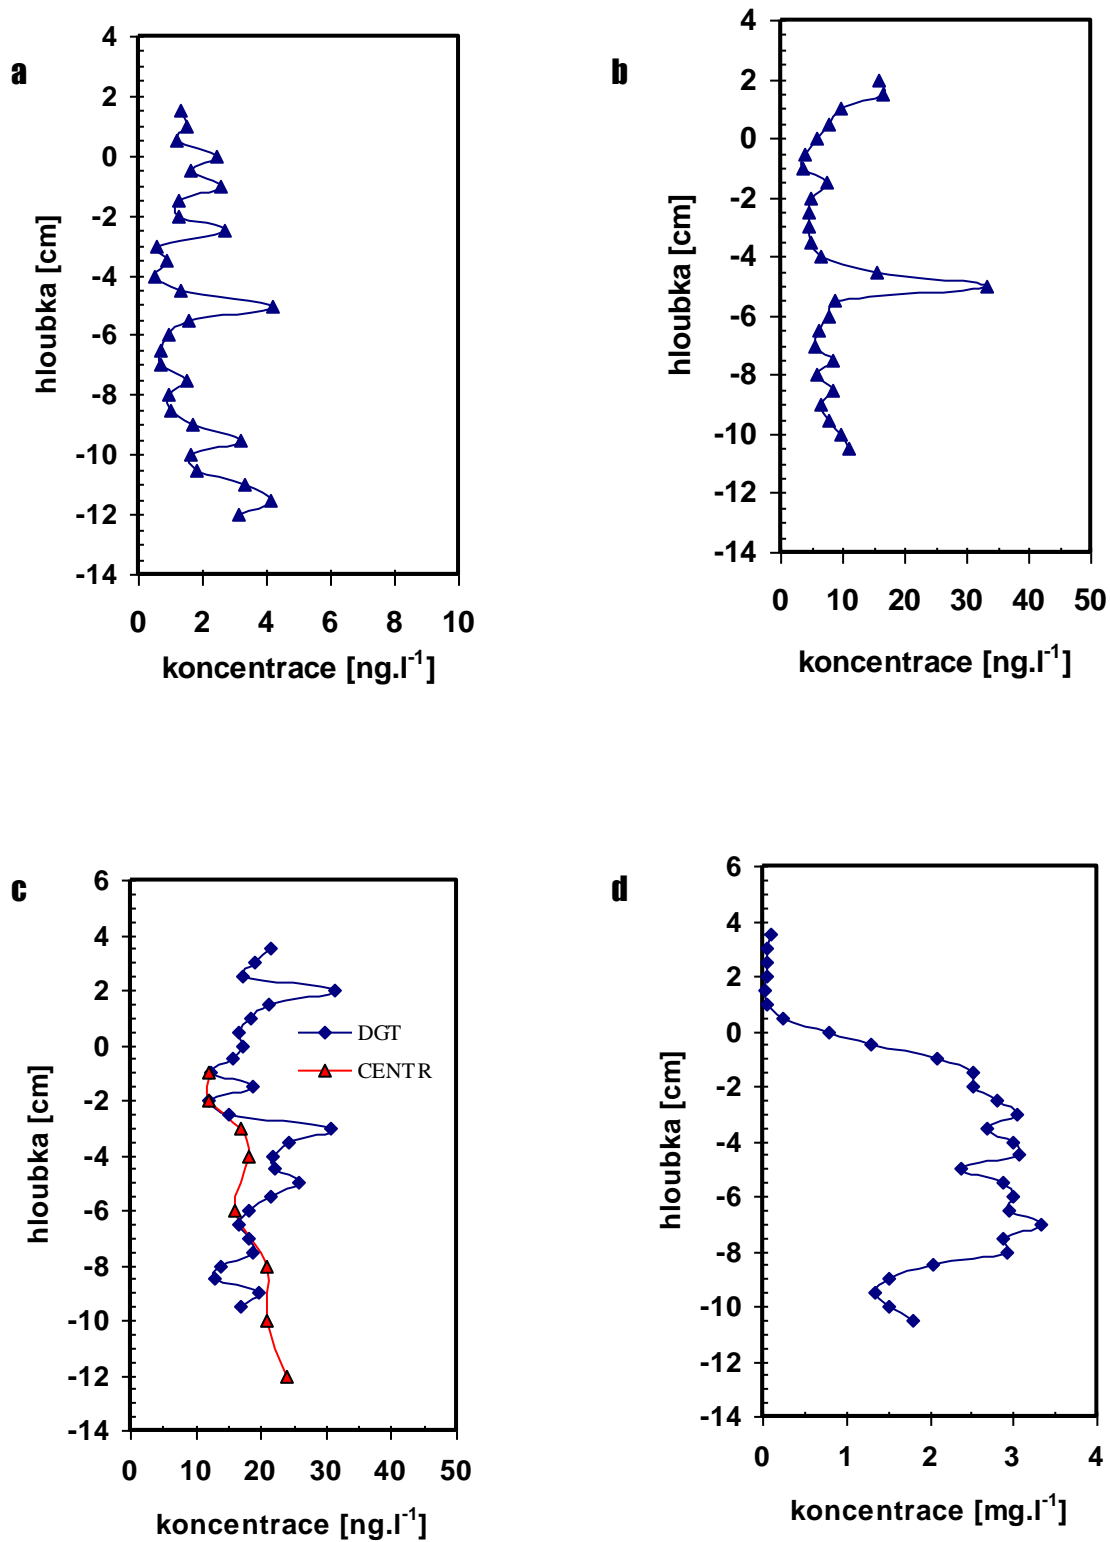 a
4
2
0
-2
-4
-6
-8
-10
-12
-14
0 2 4 6 8 10
hloubka [cm]
koncentrace [ng.l⁻¹]
b
4
2
0
-2
-4
-6
-8
-10
-12
-14
0 10 20 30 40 50
hloubka [cm]
koncentrace [ng.l⁻¹]
c
6
4
2
0
-2
-4
-6
-8
-10
-12
-14
0 10 20 30 40 50
hloubka [cm]
koncentrace [ng.l⁻¹]
DGT
CENTR
d
6
4
2
0
-2
-4
-6
-8
-10
-12
-14
0 1 2 3 4
hloubka [cm]
koncentrace [mg.l⁻¹]